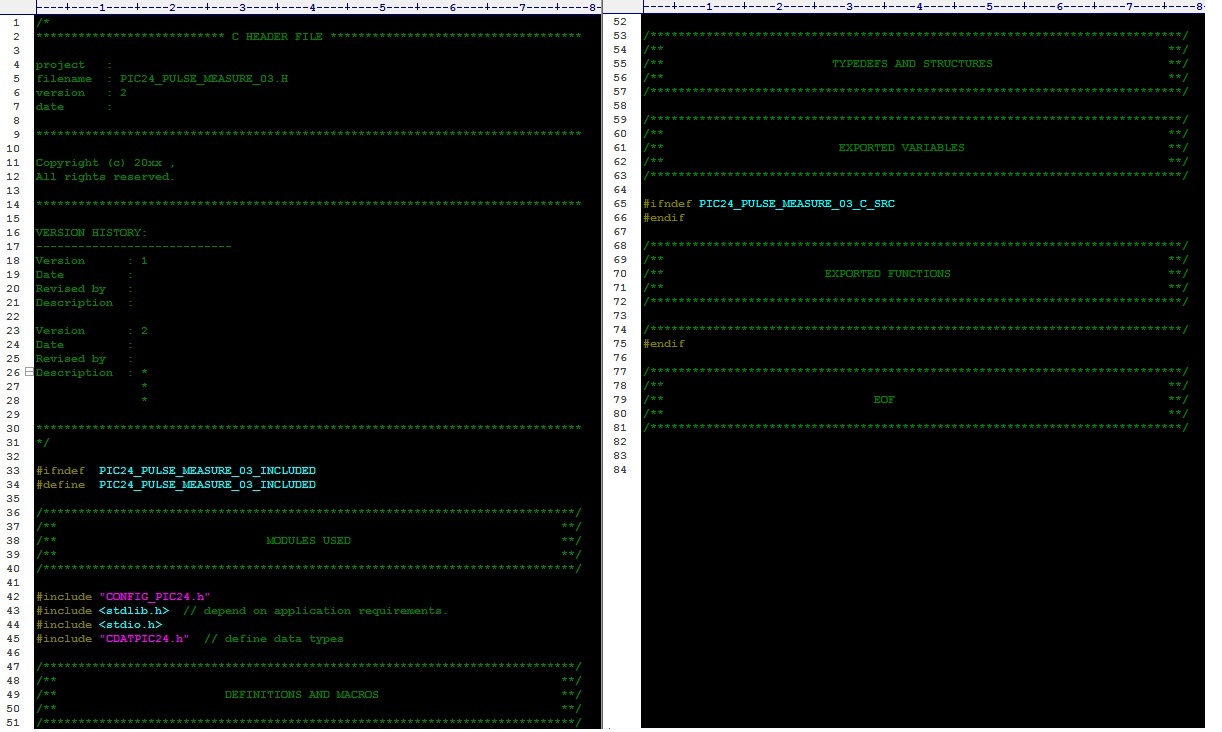 ----+----1----+----2----+----3----+----4----+----5----+----6----+----7----+----8-
1 /*
2 *************************** C HEADER FILE ************************************
3
4 project   :
5 filename  : PIC24_PULSE_MEASURE_03.H
6 version   : 2
7 date      :
8
9 ******************************************************************************
10
11 Copyright (c) 20xx ,
12 All rights reserved.
13
14 ******************************************************************************
15
16 VERSION HISTORY:
17 ----------------------------
18 Version      : 1
19 Date         :
20 Revised by   :
21 Description  :
22
23 Version      : 2
24 Date         :
25 Revised by   :
26 Description  : *
27                *
28                *
29
30 ******************************************************************************
31 */
32
33 #ifndef  PIC24_PULSE_MEASURE_03_INCLUDED
34 #define  PIC24_PULSE_MEASURE_03_INCLUDED
35
36 /****************************************************************************/
37 /**                                                                        **/
38 /**                              MODULES USED                              **/
39 /**                                                                        **/
40 /****************************************************************************/
41
42 #include "CONFIG_PIC24.h"
43 #include <stdlib.h>  // depend on application requirements.
44 #include <stdio.h>
45 #include "CDATPIC24.h"  // define data types
46
47 /****************************************************************************/
48 /**                                                                        **/
49 /**                        DEFINITIONS AND MACROS                          **/
50 /**                                                                        **/
51 /****************************************************************************/
----+----1----+----2----+----3----+----4----+----5----+----6----+----7----+----8
52
53 /****************************************************************************/
54 /**                                                                        **/
55 /**                        TYPEDEFS AND STRUCTURES                         **/
56 /**                                                                        **/
57 /****************************************************************************/
58
59 /****************************************************************************/
60 /**                                                                        **/
61 /**                         EXPORTED VARIABLES                             **/
62 /**                                                                        **/
63 /****************************************************************************/
64
65 #ifndef PIC24_PULSE_MEASURE_03_C_SRC
66 #endif
67
68 /****************************************************************************/
69 /**                                                                        **/
70 /**                       EXPORTED FUNCTIONS                               **/
71 /**                                                                        **/
72 /****************************************************************************/
73
74 /****************************************************************************/
75 #endif
76
77 /****************************************************************************/
78 /**                                                                        **/
79 /**                              EOF                                       **/
80 /**                                                                        **/
81 /****************************************************************************/
82
83
84